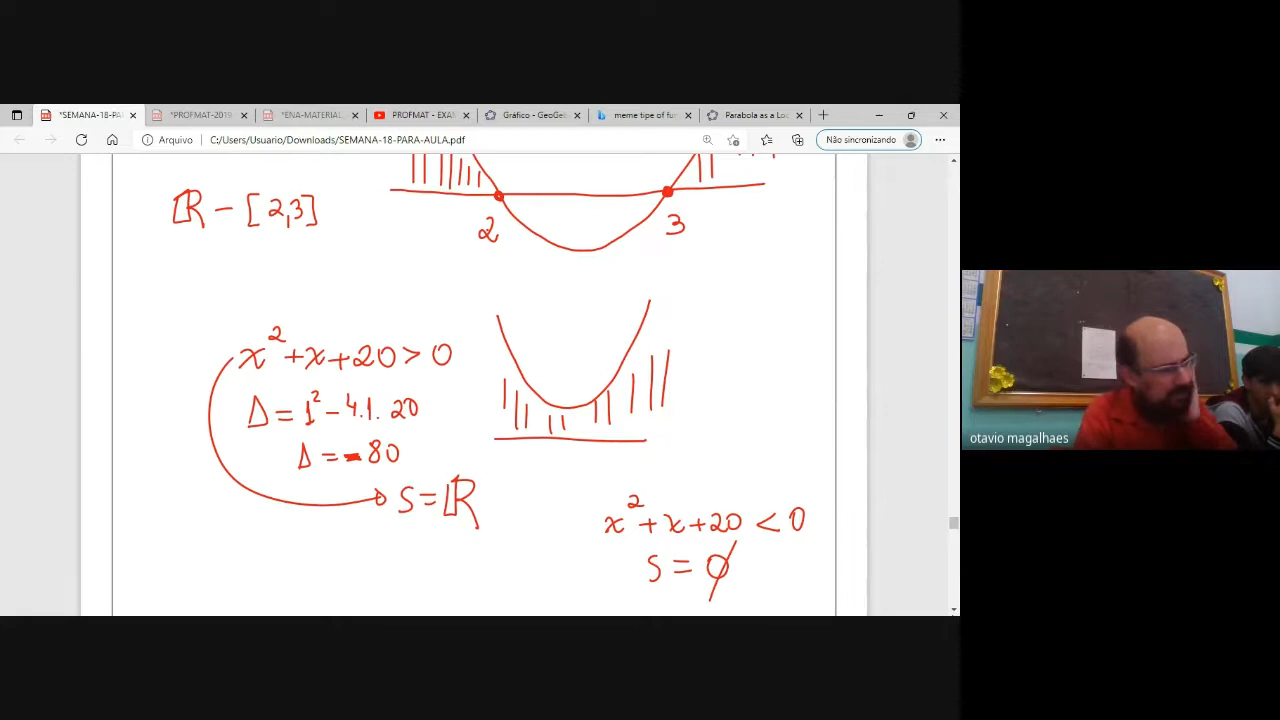 *SEMANA-18-PA
*PROFMAT-2019
*ENA-MATERIAL
PROFMAT - EXA
Gráfico - GeoGe
meme tipe of fu
Parabola as a Loc
Arquivo
C:/Users/Usuario/Downloads/SEMANA-18-PARA-AULA.pdf
Não sincronizando
ℝ - [2,3]
2
3
x² + x + 20 > 0
Δ = 1² - 4.1.20
Δ = -80
S = ℝ
x² + x + 20 < 0
S = ∅
otavio magalhaes